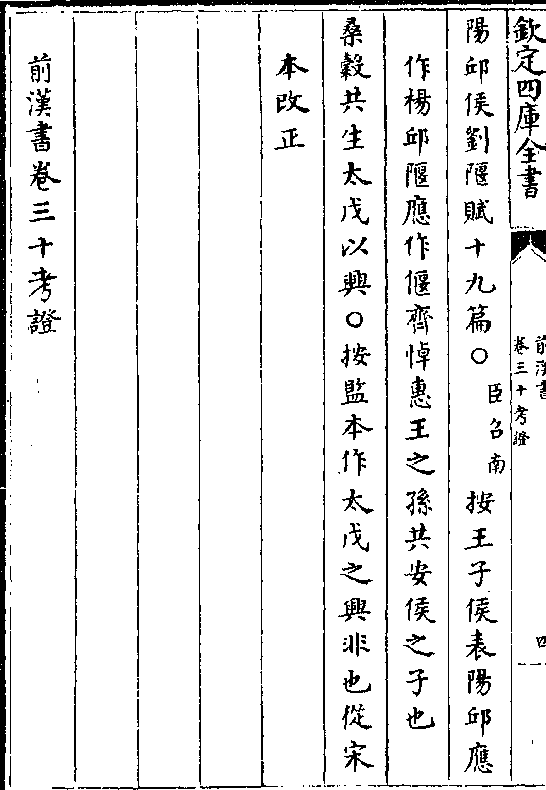 欽定四庫全書
前漢書
卷三十考證
四
陽邱侯劉隁賦十九篇○臣召南按王子侯表陽邱應
作楊邱隁應作偃齊悼惠王之孫共安侯之子也
桑穀共生太戊以興○按監本作太戊之興非也從宋
本改正
前漢書卷三十考證